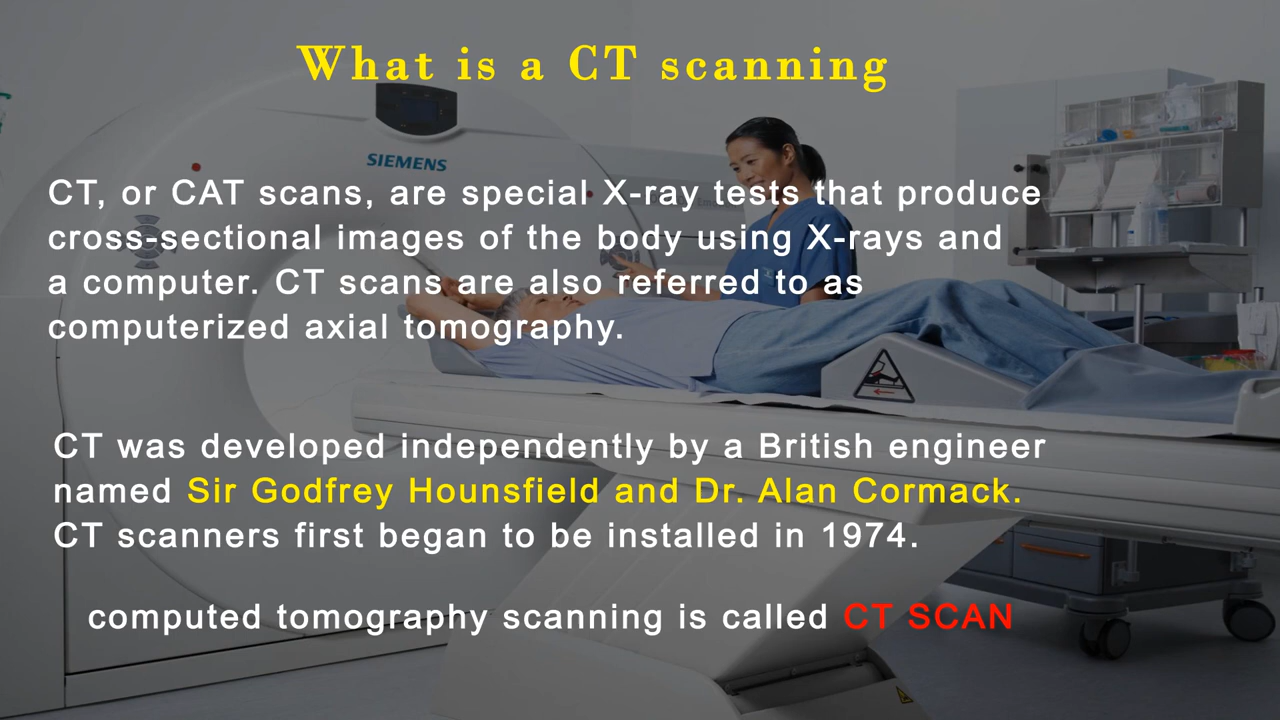 What is a CT scanning
SIEMENS
CT, or CAT scans, are special X-ray tests that produce
cross-sectional images of the body using X-rays and
a computer. CT scans are also referred to as
computerized axial tomography.
CT was developed independently by a British engineer
named Sir Godfrey Hounsfield and Dr. Alan Cormack.
CT scanners first began to be installed in 1974.
computed tomography scanning is called CT SCAN